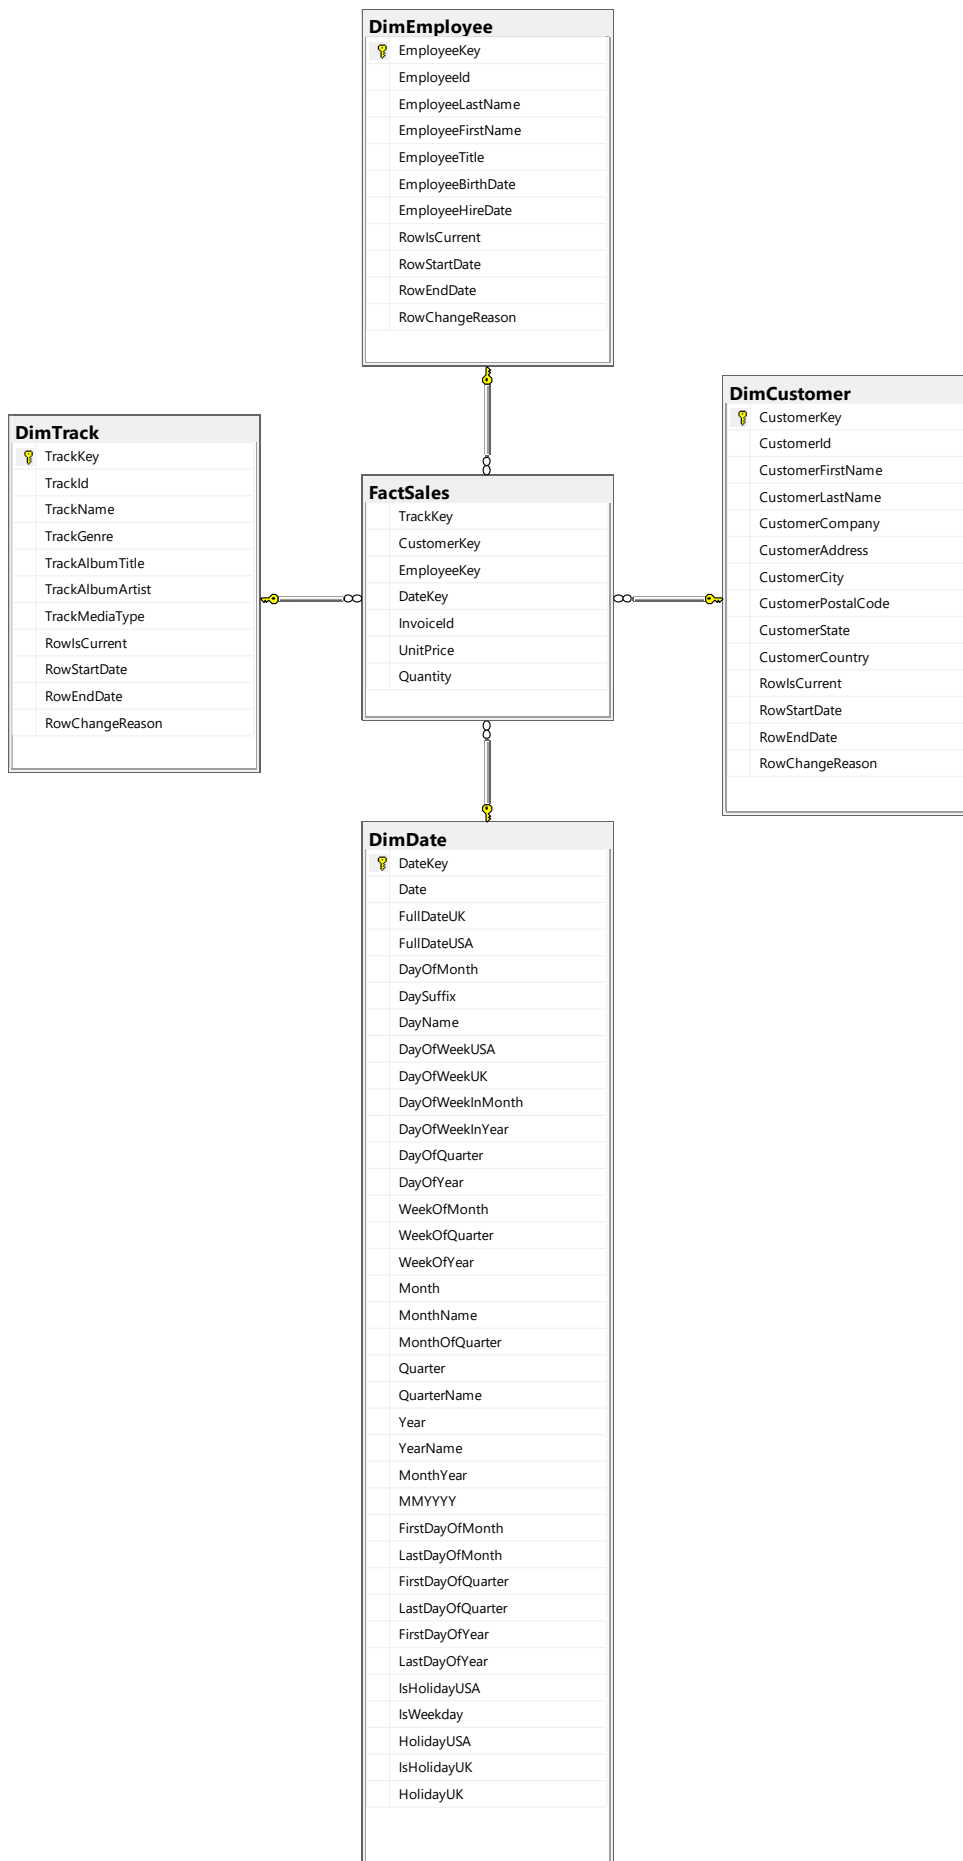 DimEmployee
EmployeeKey
EmployeeId
EmployeeLastName
EmployeeFirstName
EmployeeTitle
EmployeeBirthDate
EmployeeHireDate
RowIsCurrent
RowStartDate
RowEndDate
RowChangeReason
DimTrack
TrackKey
TrackId
TrackName
TrackGenre
TrackAlbumTitle
TrackAlbumArtist
TrackMediaType
RowIsCurrent
RowStartDate
RowEndDate
RowChangeReason
FactSales
TrackKey
CustomerKey
EmployeeKey
DateKey
InvoiceId
UnitPrice
Quantity
DimCustomer
CustomerKey
CustomerId
CustomerFirstName
CustomerLastName
CustomerCompany
CustomerAddress
CustomerCity
CustomerPostalCode
CustomerState
CustomerCountry
RowIsCurrent
RowStartDate
RowEndDate
RowChangeReason
DimDate
DateKey
Date
FullDateUK
FullDateUSA
DayOfMonth
DaySuffix
DayName
DayOfWeekUSA
DayOfWeekUK
DayOfWeekInMonth
DayOfWeekInYear
DayOfQuarter
DayOfYear
WeekOfMonth
WeekOfQuarter
WeekOfYear
Month
MonthName
MonthOfQuarter
Quarter
QuarterName
Year
YearName
MonthYear
MMYYYY
FirstDayOfMonth
LastDayOfMonth
FirstDayOfQuarter
LastDayOfQuarter
FirstDayOfYear
LastDayOfYear
IsHolidayUSA
IsWeekday
HolidayUSA
IsHolidayUK
HolidayUK